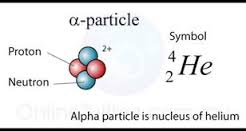 α-particle
Symbol
Proton
2+
4
2 He
Neutron
Alpha particle is nucleus of helium